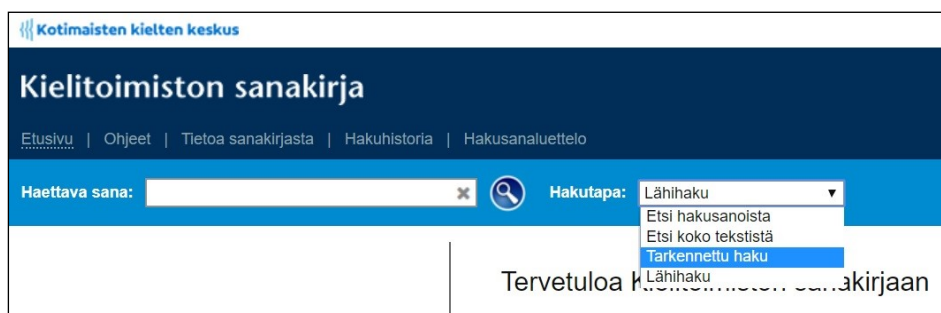 Kotimaisten kielten keskus
Kielitoimiston sanakirja
Etusivu | Ohjeet | Tietoa sanakirjasta | Hakuhistoria | Hakusanaluettelo
Haettava sana: Hakutapa: Lähihaku
Etsi hakusanoista
Etsi koko tekstistä
Tarkennettu haku
Lähihaku
Tervetuloa Kielitoimiston sanakirjaan